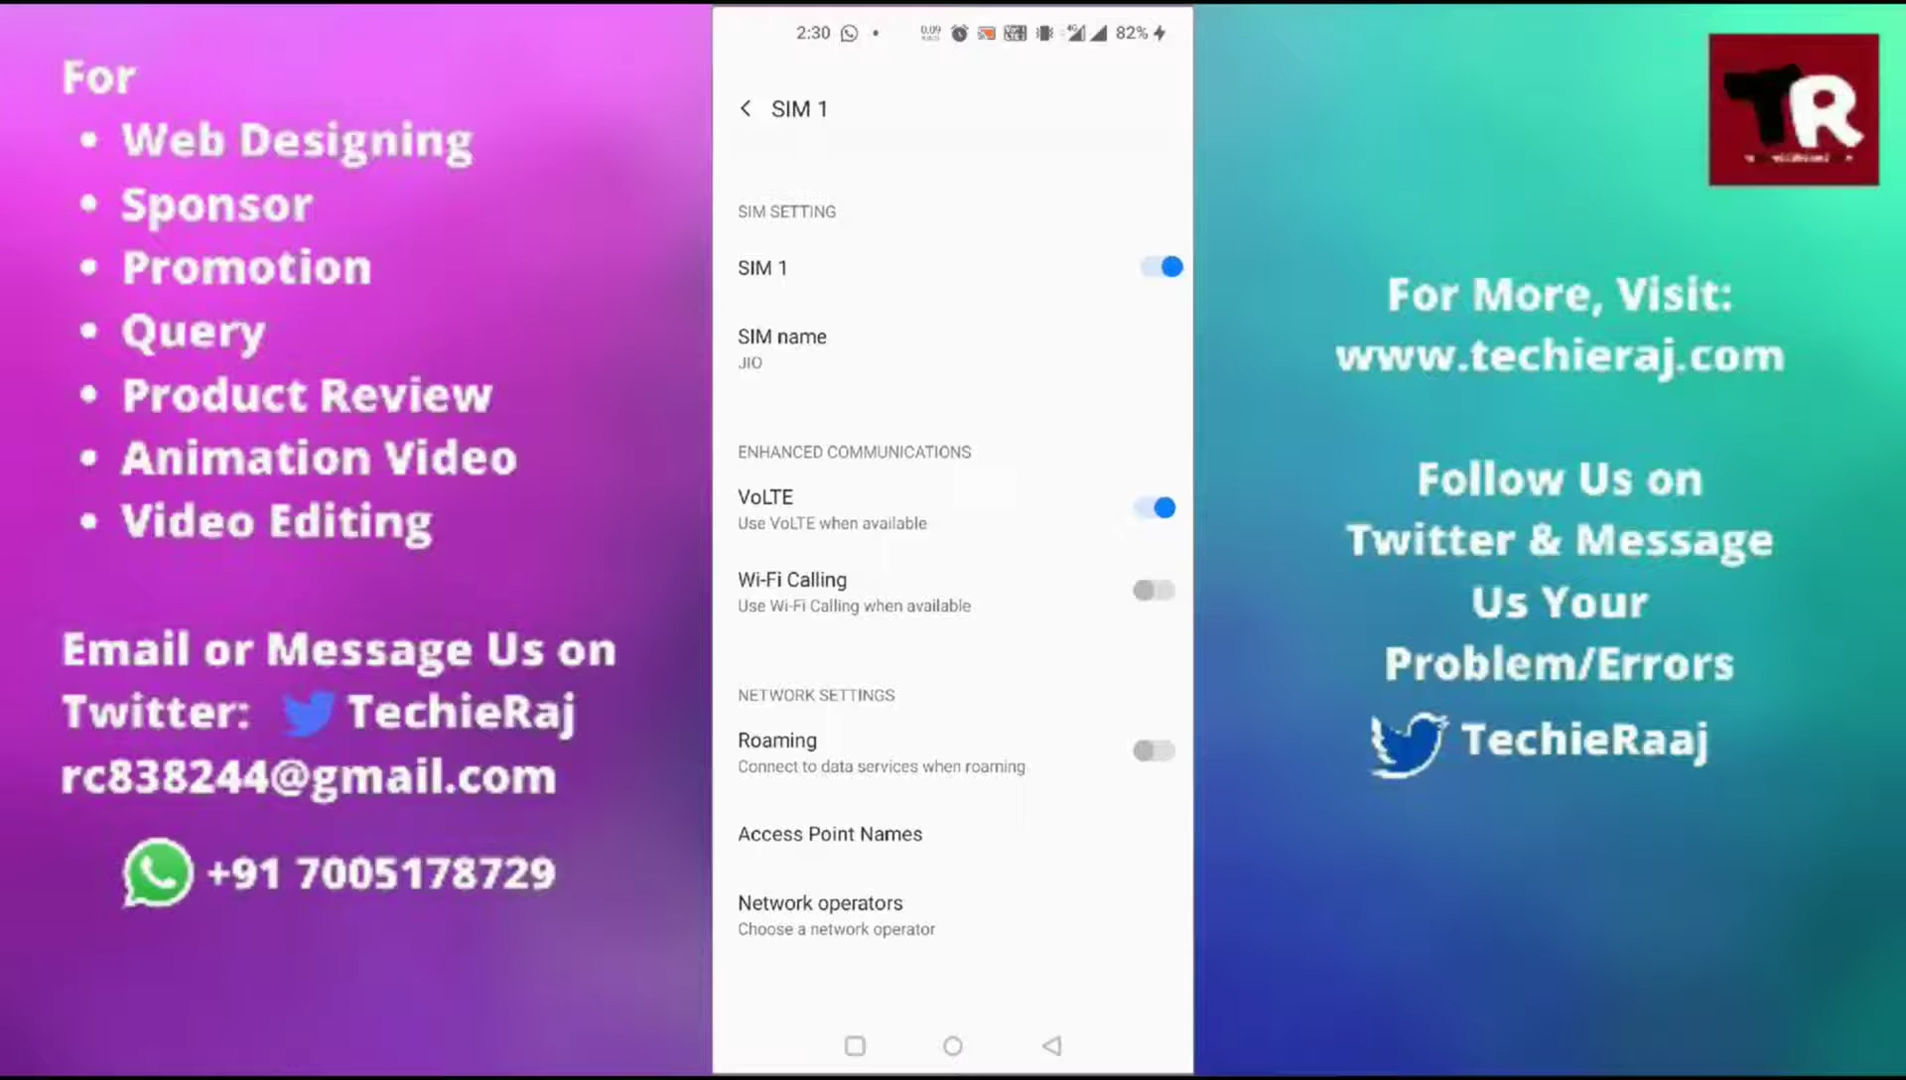 For
• Web Designing
• Sponsor
• Promotion
• Query
• Product Review
• Animation Video
• Video Editing
Email or Message Us on
Twitter: TechieRaj
rc838244@gmail.com
+91 7005178729
2:30
0.09
4G
82%
SIM 1
SIM SETTING
SIM 1
SIM name
JIO
ENHANCED COMMUNICATIONS
VoLTE
Use VoLTE when available
Wi-Fi Calling
Use Wi-Fi Calling when available
NETWORK SETTINGS
Roaming
Connect to data services when roaming
Access Point Names
Network operators
Choose a network operator
TR
For More, Visit:
www.techieraj.com
Follow Us on
Twitter & Message
Us Your
Problem/Errors
TechieRaaj